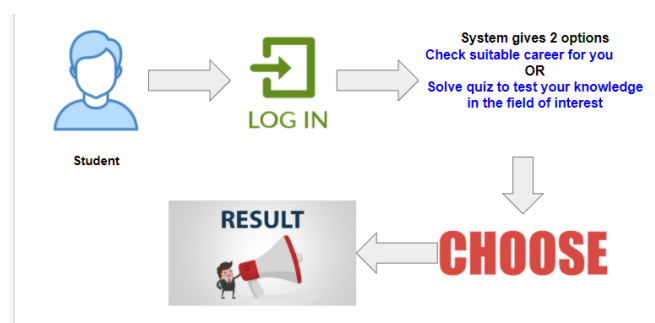 Student
LOG IN
System gives 2 options
Check suitable career for you
OR
Solve quiz to test your knowledge
in the field of interest
CHOOSE
RESULT